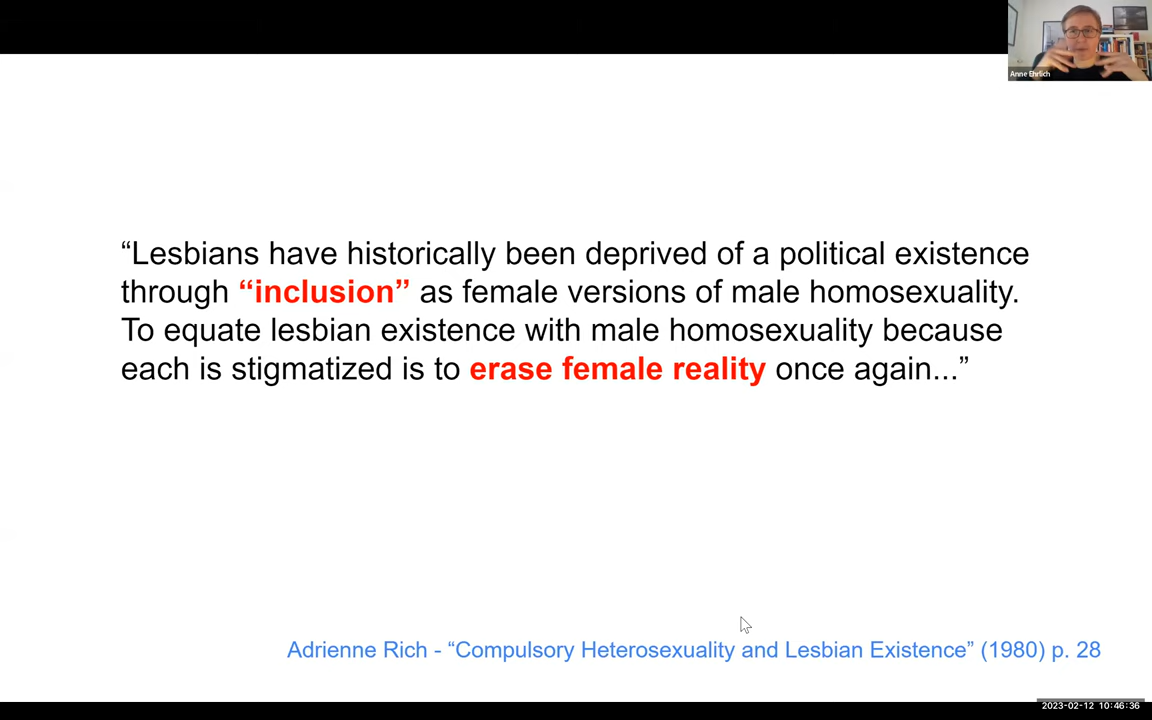 Anne Ehrlich
“Lesbians have historically been deprived of a political existence
through “inclusion” as female versions of male homosexuality.
To equate lesbian existence with male homosexuality because
each is stigmatized is to erase female reality once again...”
Adrienne Rich - “Compulsory Heterosexuality and Lesbian Existence” (1980) p. 28
2023-02-12 10:46:36